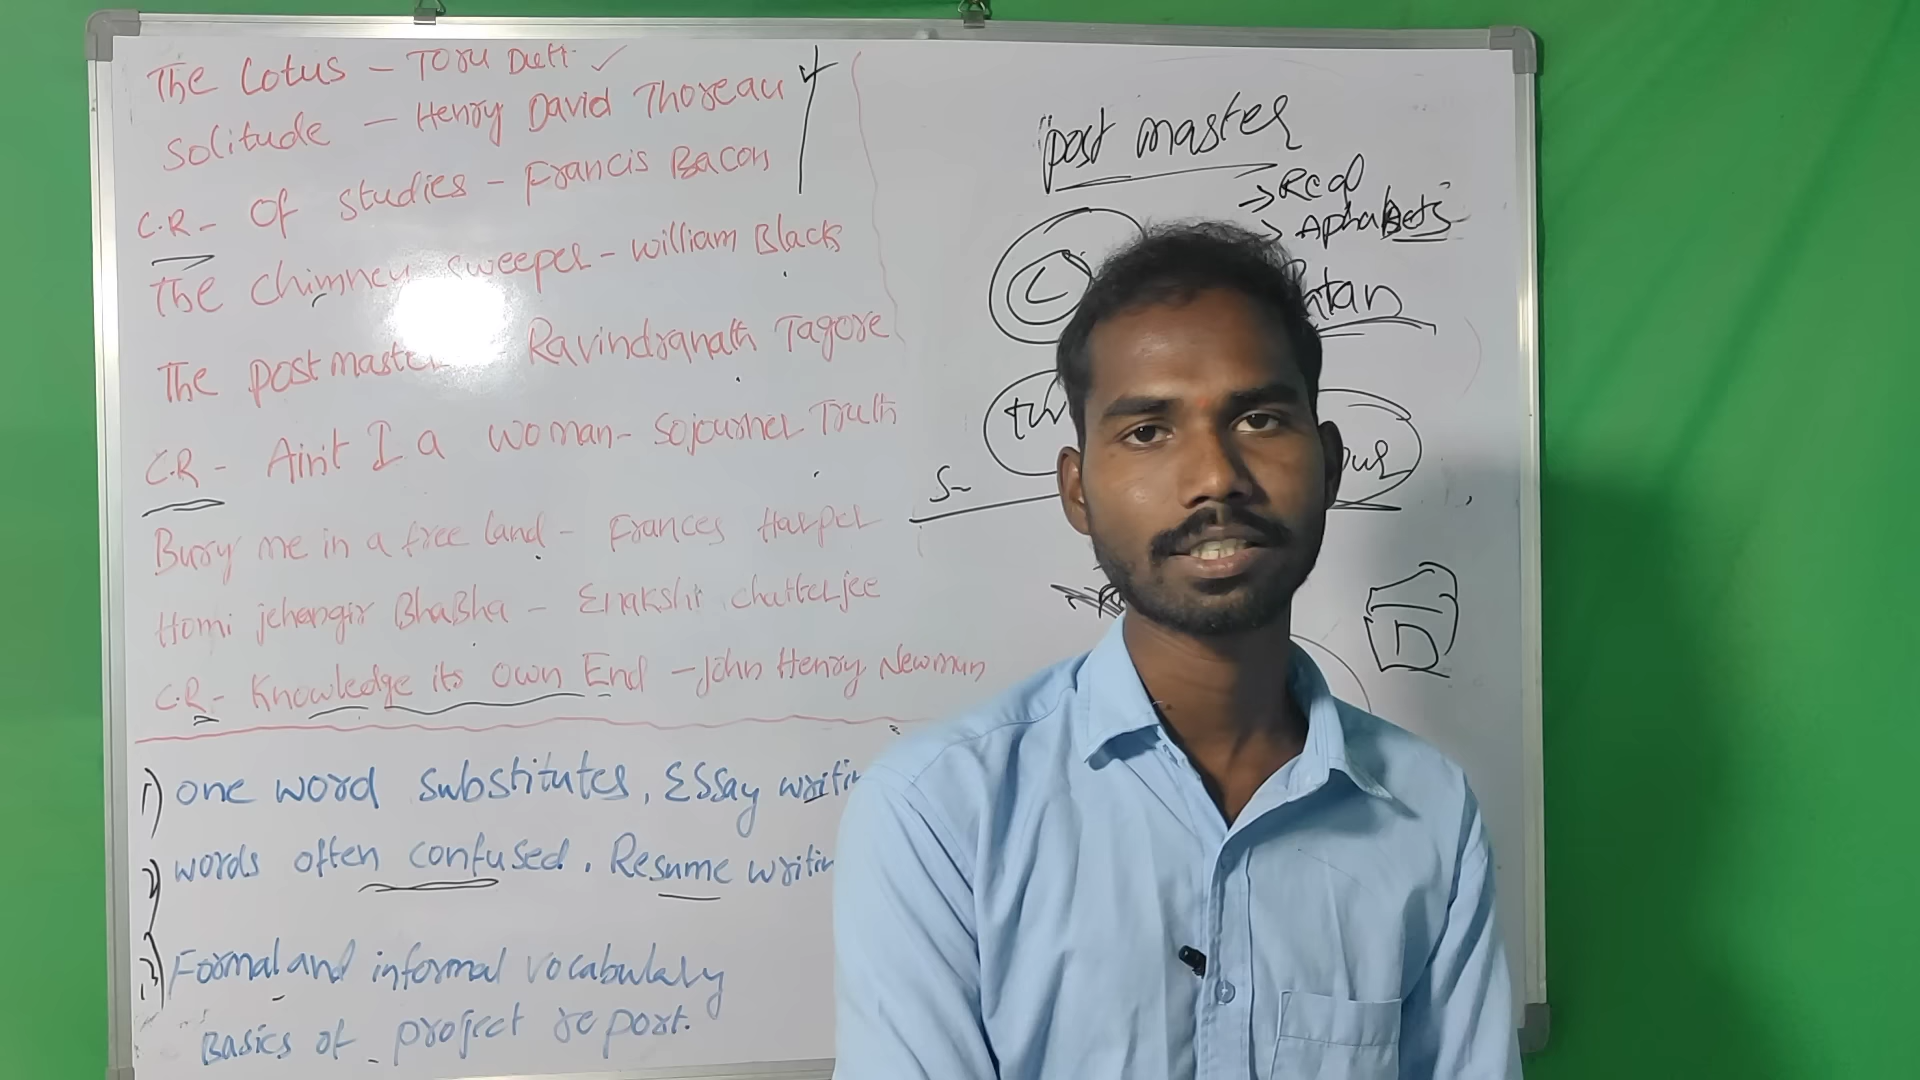 The Lotus - Toru Dutt
Solitude - Henry David Thoreau
C.R - Of studies - Francis Bacon
The Chimney sweeper - William Black
The postmaster - Ravindranath Tagore
C.R - Ain't I a woman - Sojourner Truth
Bury me in a free land - Frances Harper
Homi jehangir BhaBha - Enakshi chatterjee
C.R - Knowledge its Own End - John Henry Newman
1) one word substitutes, Essay
2) words often confused. Resume
3) Formal and informal vocabulary
Basics of project report.
post master
→ Read
→ AphaBets
S-
D